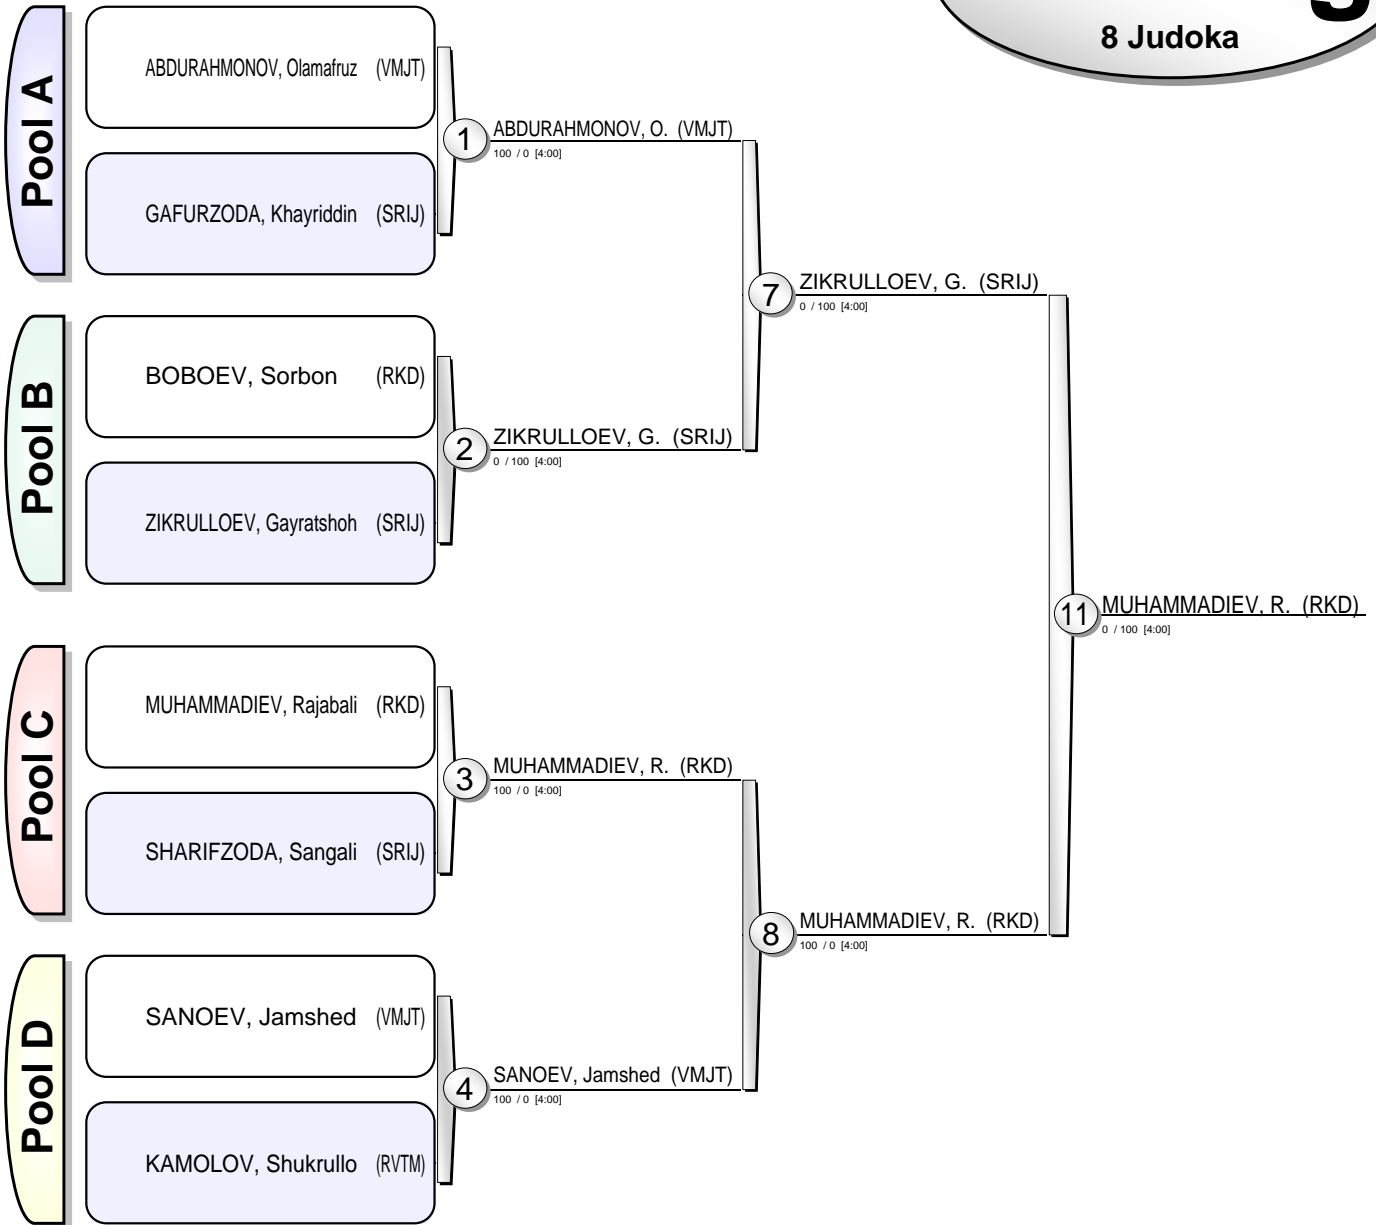 8 Judoka
Pool A
ABDURAHMONOV, Olamafruz (VMJT)
GAFURZODA, Khayriddin (SRIJ)
1 ABDURAHMONOV, O. (VMJT)
100 / 0 [4:00]
Pool B
BOBOEV, Sorbon (RKD)
ZIKRULLOEV, Gayratshoh (SRIJ)
2 ZIKRULLOEV, G. (SRIJ)
0 / 100 [4:00]
7 ZIKRULLOEV, G. (SRIJ)
0 / 100 [4:00]
Pool C
MUHAMMADIEV, Rajabali (RKD)
SHARIFZODA, Sangali (SRIJ)
3 MUHAMMADIEV, R. (RKD)
100 / 0 [4:00]
Pool D
SANOEV, Jamshed (VMJT)
KAMOLOV, Shukrullo (RVTM)
4 SANOEV, Jamshed (VMJT)
100 / 0 [4:00]
8 MUHAMMADIEV, R. (RKD)
100 / 0 [4:00]
11 MUHAMMADIEV, R. (RKD)
0 / 100 [4:00]